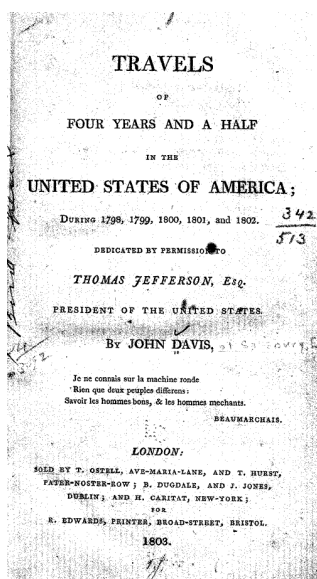 TRAVELS
OF
FOUR YEARS AND A HALF
IN THE
UNITED STATES OF AMERICA;
DURING 1798, 1799, 1800, 1801, and 1802.
342
513
DEDICATED BY PERMISSION TO
THOMAS JEFFERSON, ESQ.
PRESIDENT OF THE UNITED STATES.
BY JOHN DAVIS,
Je ne connais sur la machine ronde
Rien que deux peuples differens:
Savoir les hommes bons, & les hommes mechants.
BEAUMARCHAIS.
LONDON:
SOLD BY T. OSTELL, AVE-MARIA-LANE, AND T. HURST,
PATER-NOSTER-ROW; B. DUGDALE, AND J. JONES,
DUBLIN; AND H. CARITAT, NEW-YORK;
FOR
R. EDWARDS, PRINTER, BROAD-STREET, BRISTOL.
1803.